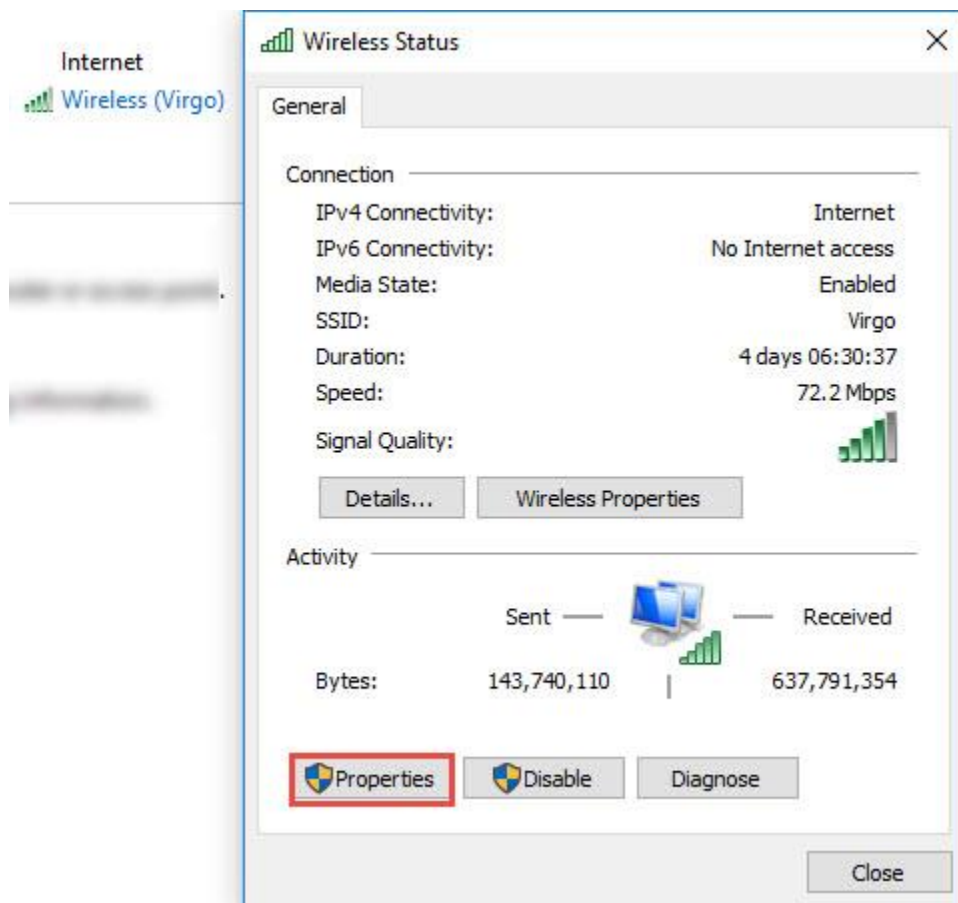 Internet
Wireless (Virgo)
Wireless Status
General
Connection
IPv4 Connectivity: Internet
IPv6 Connectivity: No Internet access
Media State: Enabled
SSID: Virgo
Duration: 4 days 06:30:37
Speed: 72.2 Mbps
Signal Quality:
Details... Wireless Properties
Activity
Sent Received
Bytes: 143,740,110 637,791,354
Properties Disable Diagnose
Close